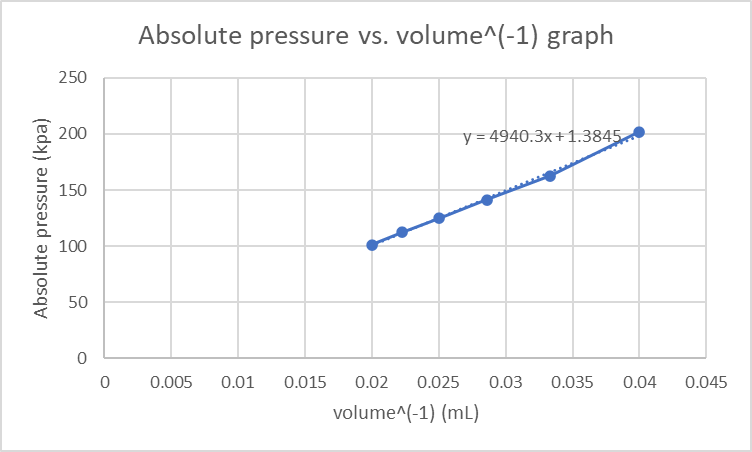 Absolute pressure vs. volume^(-1) graph
250
200
150
100
50
0
Absolute pressure (kpa)
y = 4940.3x + 1.3845
0 0.005 0.01 0.015 0.02 0.025 0.03 0.035 0.04 0.045
volume^(-1) (mL)